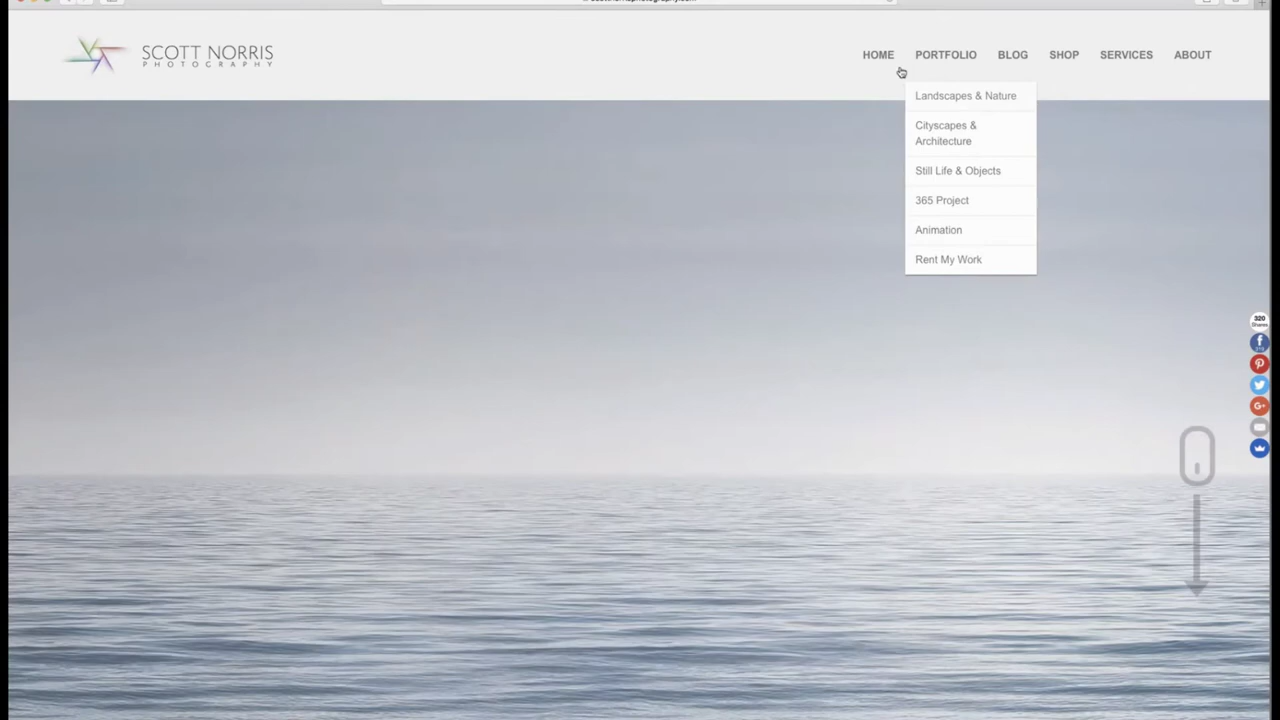 SCOTT NORRIS
PHOTOGRAPHY
HOME PORTFOLIO BLOG SHOP SERVICES ABOUT
Landscapes & Nature
Cityscapes &
Architecture
Still Life & Objects
365 Project
Animation
Rent My Work
320
Shares